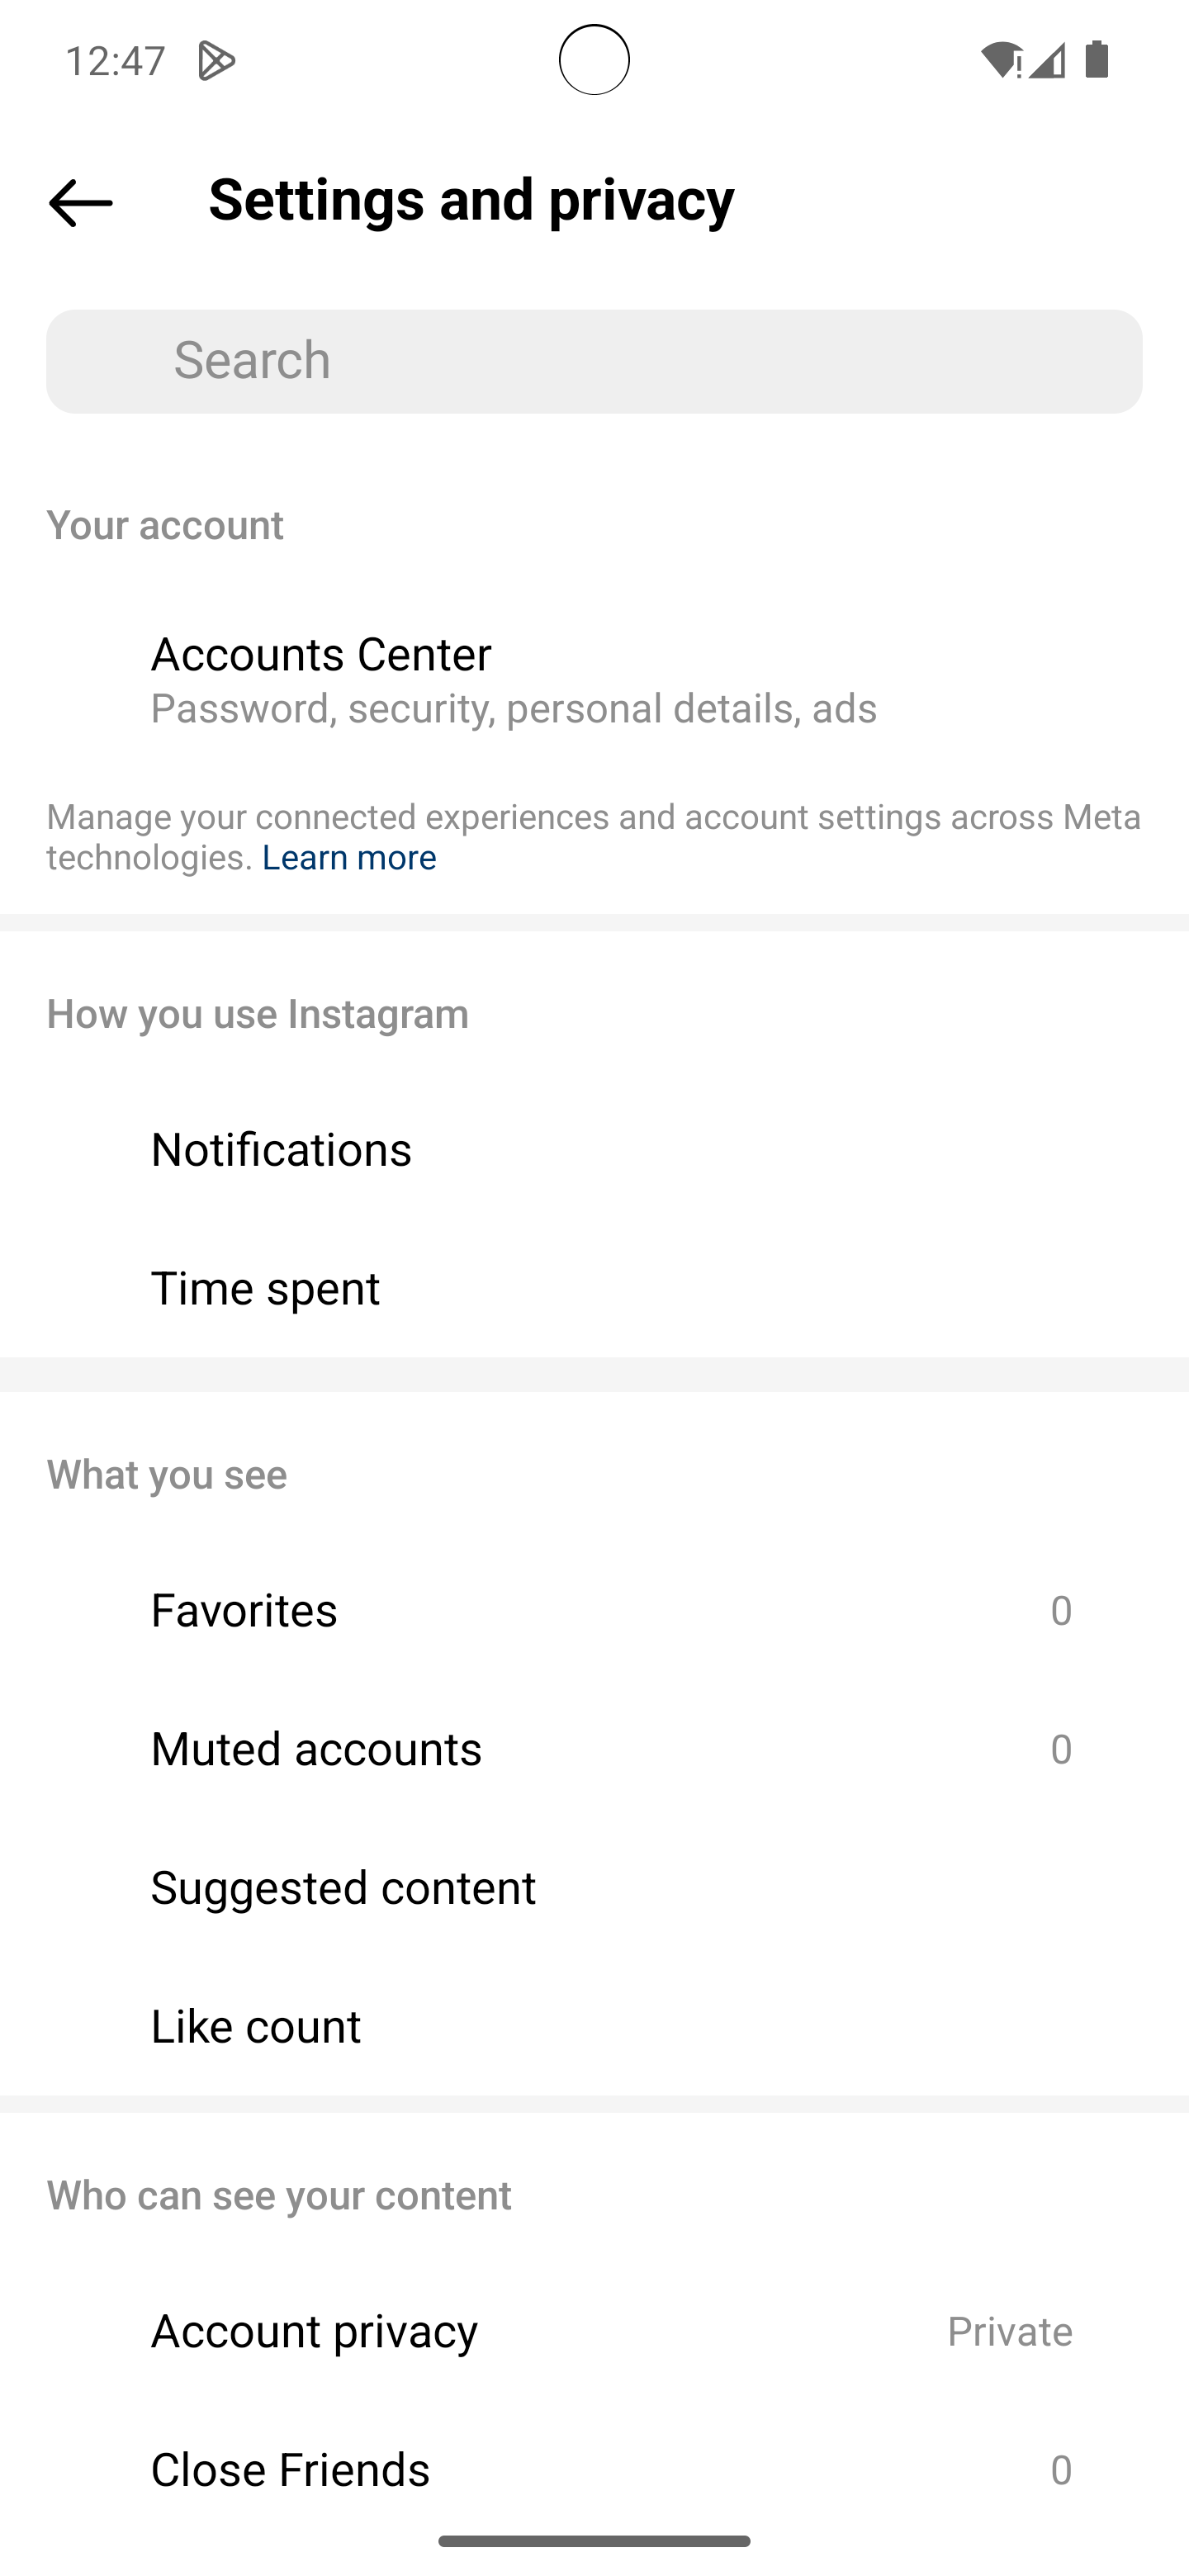 12:47
Settings and privacy
Search
Your account
Accounts Center
Password, security, personal details, ads
Manage your connected experiences and account settings across Meta
technologies. Learn more
How you use Instagram
Notifications
Time spent
What you see
Favorites 0
Muted accounts 0
Suggested content
Like count
Who can see your content
Account privacy Private
Close Friends 0